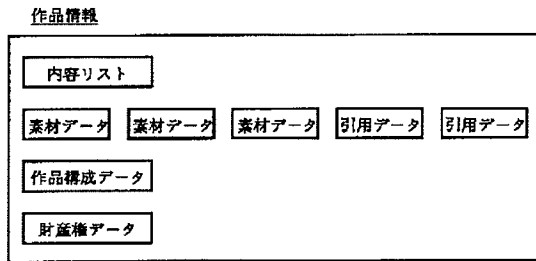 作品情報
内容リスト
素材データ 素材データ 素材データ 引用データ 引用データ
作品構成データ
財産権データ